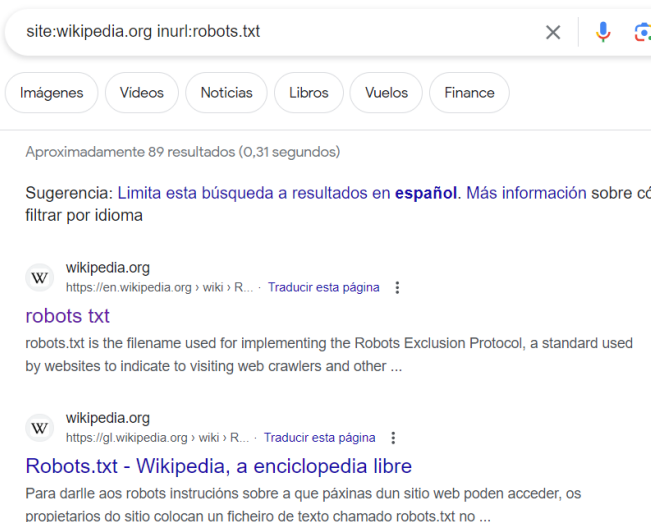 site:wikipedia.org inurl:robots.txt
Imágenes Vídeos Noticias Libros Vuelos Finance
Aproximadamente 89 resultados (0,31 segundos)
Sugerencia: Limita esta búsqueda a resultados en español. Más información sobre có
filtrar por idioma
W wikipedia.org
https://en.wikipedia.org › wiki › R... · Traducir esta página
robots txt
robots.txt is the filename used for implementing the Robots Exclusion Protocol, a standard used
by websites to indicate to visiting web crawlers and other ...
W wikipedia.org
https://gl.wikipedia.org › wiki › R... · Traducir esta página
Robots.txt - Wikipedia, a enciclopedia libre
Para darlle aos robots instrucións sobre a que páxinas dun sitio web poden acceder, os
propietarios do sitio colocan un ficheiro de texto chamado robots.txt no ...